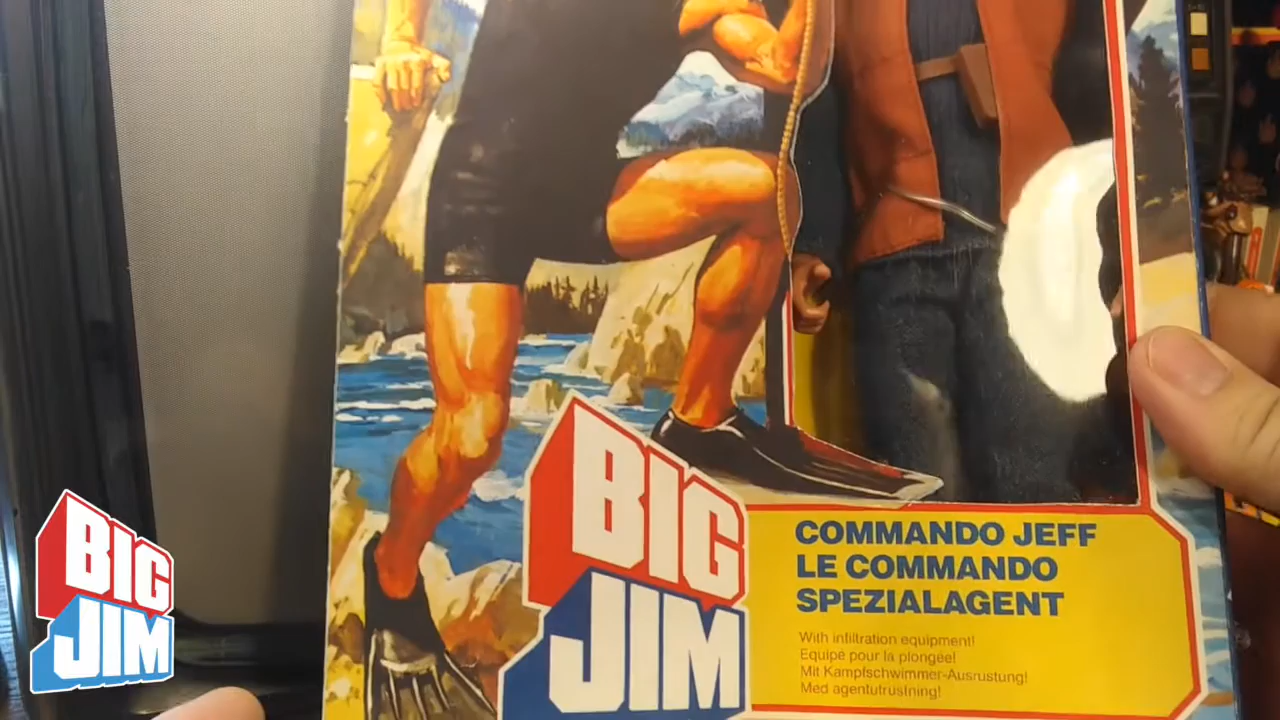 BIG
JIM
COMMANDO JEFF
LE COMMANDO
SPEZIALAGENT
With infiltration equipment!
Equipé pour la plongée!
Mit Kampfschwimmer-Ausrüstung!
Med agentutrustning!
BIG
JIM